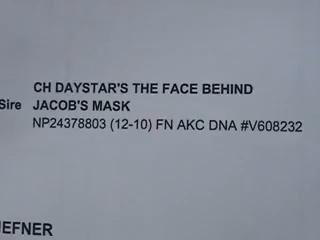 CH DAYSTAR'S THE FACE BEHIND
Sire JACOB'S MASK
NP24378803 (12-10) FN AKC DNA #V608232
EFNER